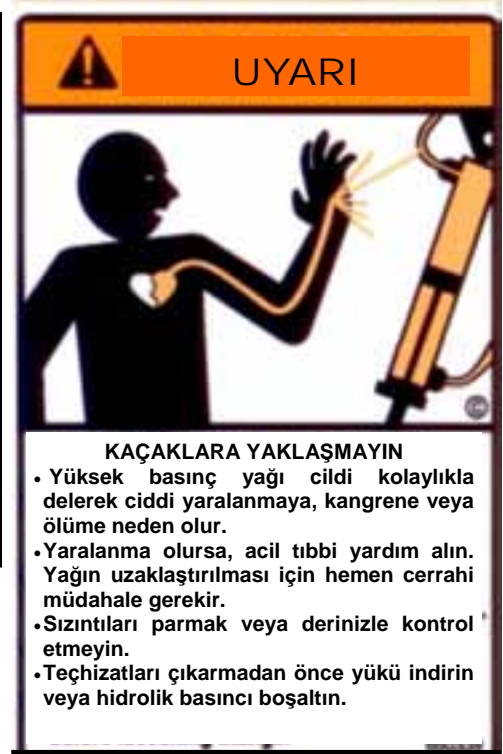 UYARI
©
KAÇAKLARA YAKLAŞMAYIN
• Yüksek basınç yağı cildi kolaylıkla
delerek ciddi yaralanmaya, kangrene veya
ölüme neden olur.
• Yaralanma olursa, acil tıbbi yardım alın.
Yağın uzaklaştırılması için hemen cerrahi
müdahale gerekir.
• Sızıntıları parmak veya derinizle kontrol
etmeyin.
• Teçhizatları çıkarmadan önce yükü indirin
veya hidrolik basıncı boşaltın.